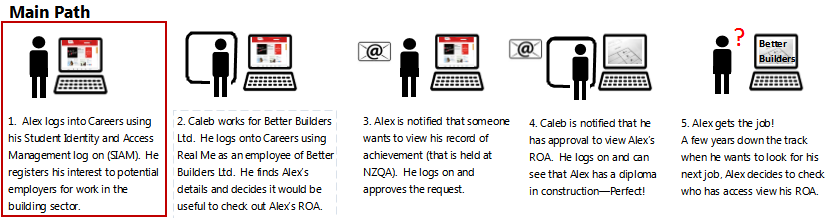 Main Path
@
@
?
Better
Builders
1. Alex logs into Careers using
his Student Identity and Access
Management log on (SIAM). He
registers his interest to potential
employers for work in the
building sector.
2. Caleb works for Better Builders
Ltd. He logs onto Careers using
Real Me as an employee of Better
Builders Ltd. He finds Alex's
details and decides it would be
useful to check out Alex's ROA.
3. Alex is notified that someone
wants to view his record of
achievement (that is held at
NZQA). He logs on and
approves the request.
4. Caleb is notified that he
has approval to view Alex's
ROA. He logs on and can
see that Alex has a diploma
in construction—Perfect!
5. Alex gets the job!
A few years down the track
when he wants to look for his
next job, Alex decides to check
who has access view his ROA.